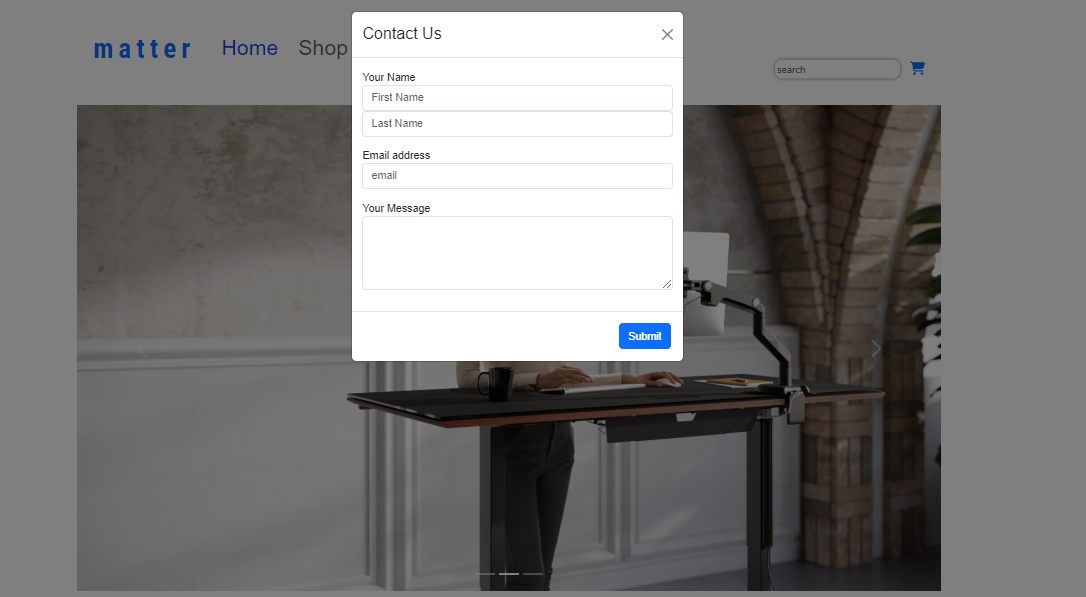 matter
Home
Shop
search
Contact Us
Your Name
First Name
Last Name
Email address
email
Your Message
Submit